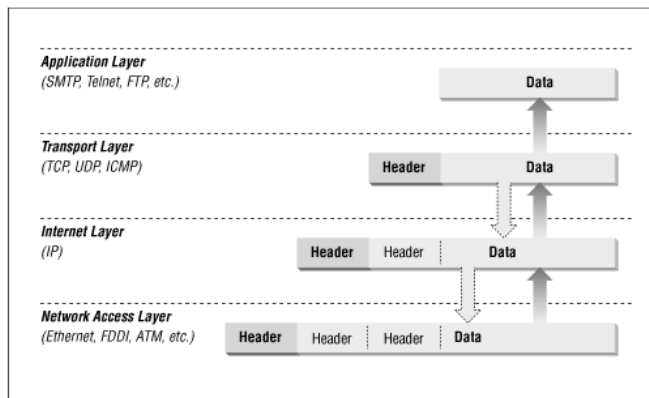 Application Layer
(SMTP, Telnet, FTP, etc.)
Data
Transport Layer
(TCP, UDP, ICMP)
Header Data
Internet Layer
(IP)
Header Header Data
Network Access Layer
(Ethernet, FDDI, ATM, etc.)
Header Header Header Data